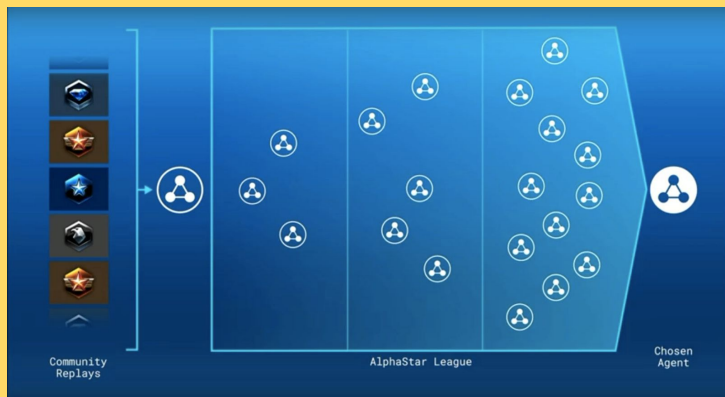 Community
Replays
AlphaStar League
Chosen
Agent